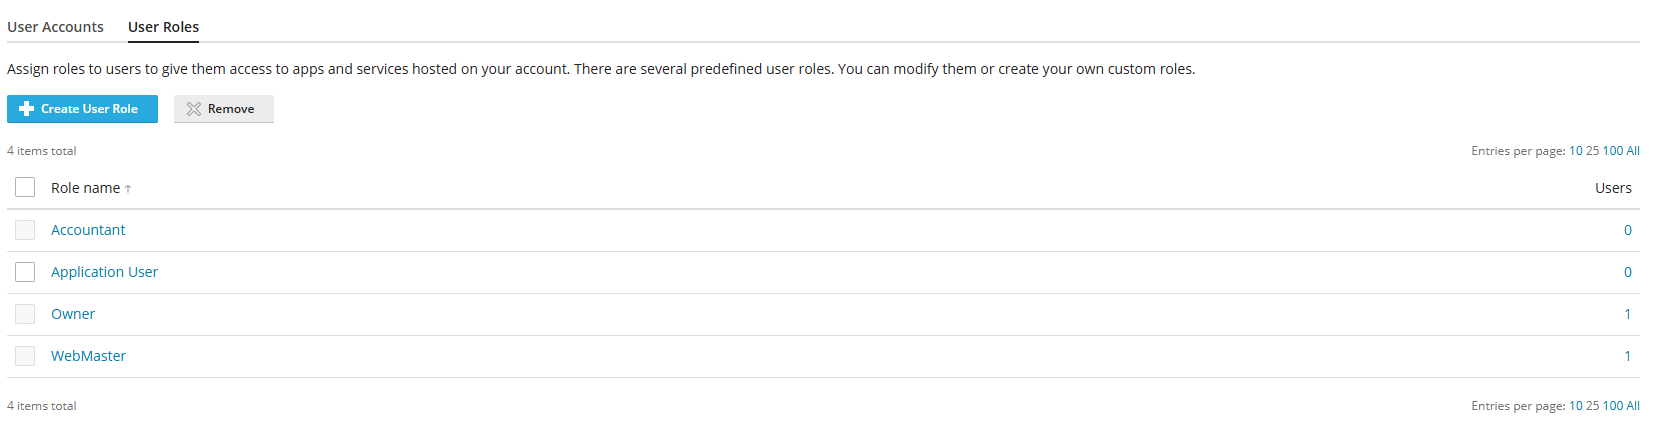 User Accounts User Roles
Assign roles to users to give them access to apps and services hosted on your account. There are several predefined user roles. You can modify them or create your own custom roles.
Create User Role Remove
4 items total Entries per page: 10 25 100 All
Role name ↑ Users
Accountant 0
Application User 0
Owner 1
WebMaster 1
4 items total Entries per page: 10 25 100 All